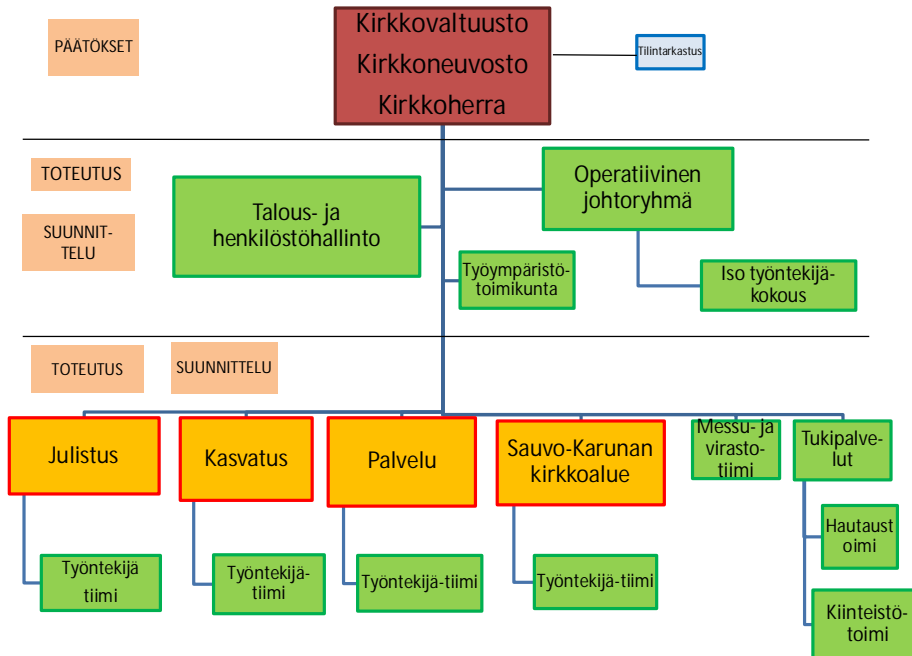 PÄÄTÖKSET
Kirkkovaltuusto
Kirkkoneuvosto
Kirkkoherra
Tilintarkastus
TOTEUTUS
SUUNNIT-
TELU
Talous- ja
henkilöstöhallinto
Operatiivinen
johtoryhmä
Työympäristö-
toimikunta
Iso työntekijä-
kokous
TOTEUTUS
SUUNNITTELU
Julistus
Kasvatus
Palvelu
Sauvo-Karunan
kirkkoalue
Messu- ja
virasto-
tiimi
Tukipalve-
lut
Työntekijä
tiimi
Työntekijä-
tiimi
Työntekijä-tiimi
Työntekijä-tiimi
Hautaust
oimi
Kiinteistö-
toimi